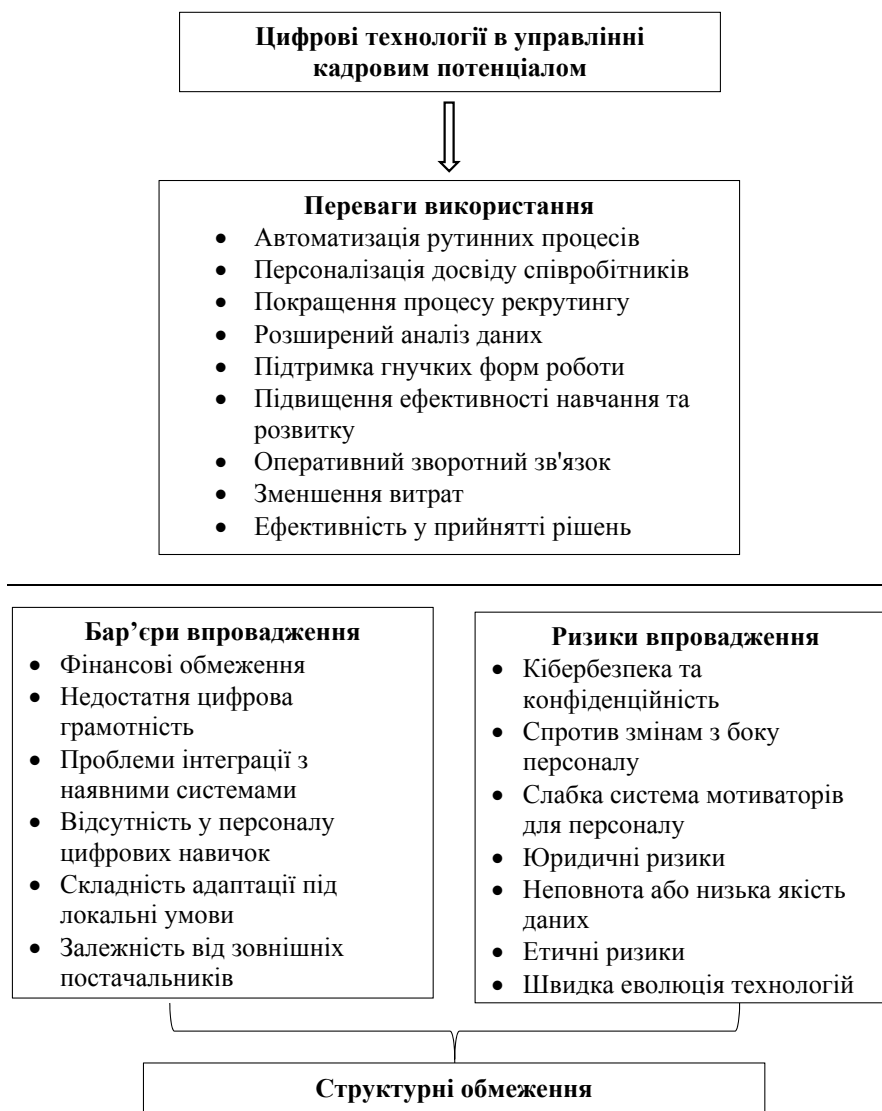 Цифрові технології в управлінні
кадровим потенціалом
Переваги використання
• Автоматизація рутинних процесів
• Персоналізація досвіду співробітників
• Покращення процесу рекрутингу
• Розширений аналіз даних
• Підтримка гнучких форм роботи
• Підвищення ефективності навчання та
розвитку
• Оперативний зворотний зв'язок
• Зменшення витрат
• Ефективність у прийнятті рішень
Бар’єри впровадження
• Фінансові обмеження
• Недостатня цифрова
грамотність
• Проблеми інтеграції з
наявними системами
• Відсутність у персоналу
цифрових навичок
• Складність адаптації під
локальні умови
• Залежність від зовнішніх
постачальників
Ризики впровадження
• Кібербезпека та
конфіденційність
• Спротив змінам з боку
персоналу
• Слабка система мотиваторів
для персоналу
• Юридичні ризики
• Неповнота або низька якість
даних
• Етичні ризики
• Швидка еволюція технологій
Структурні обмеження